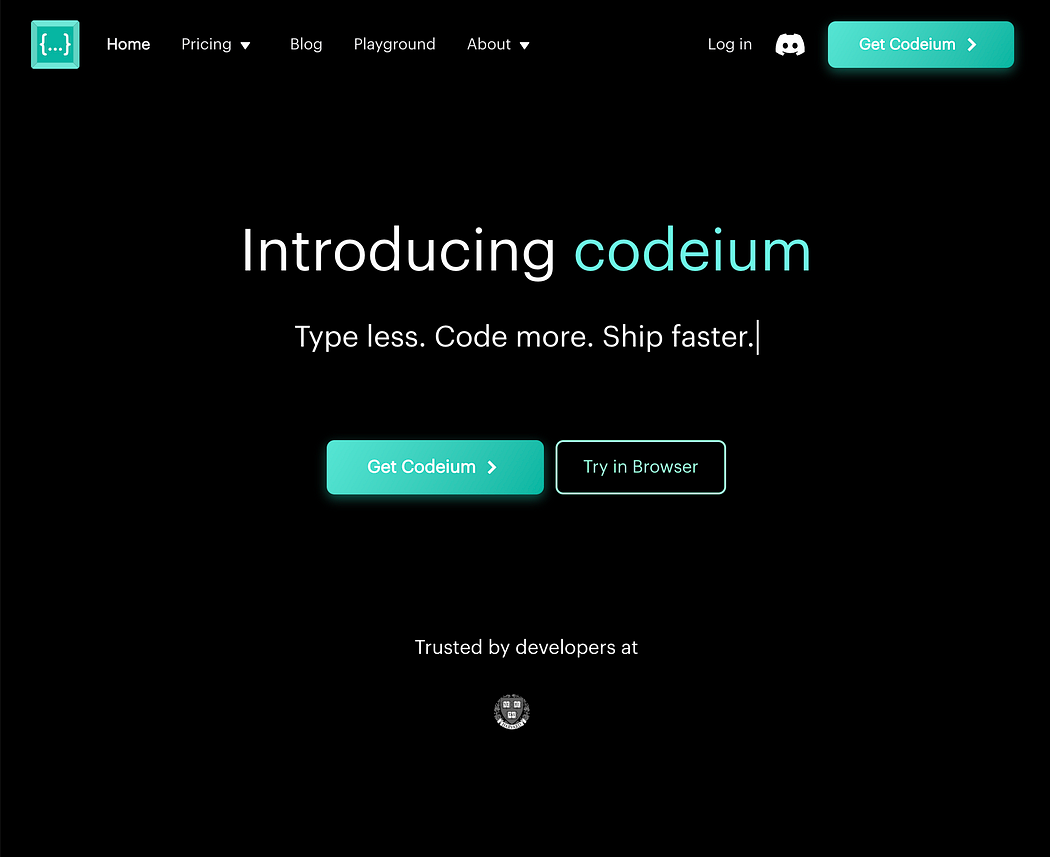 {...}
Home Pricing Blog Playground About Log in Get Codeium
Introducing codeium
Type less. Code more. Ship faster.
Get Codeium Try in Browser
Trusted by developers at